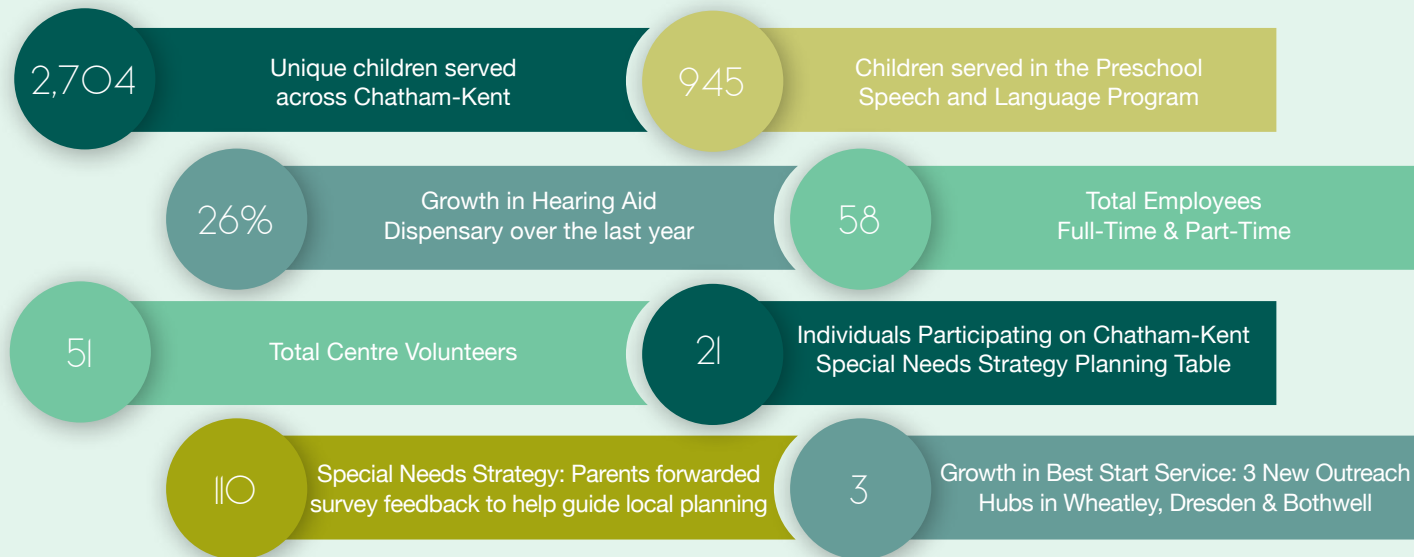 2,704
Unique children served
across Chatham-Kent
945
Children served in the Preschool
Speech and Language Program
26%
Growth in Hearing Aid
Dispensary over the last year
58
Total Employees
Full-Time & Part-Time
51
Total Centre Volunteers
21
Individuals Participating on Chatham-Kent
Special Needs Strategy Planning Table
110
Special Needs Strategy: Parents forwarded
survey feedback to help guide local planning
3
Growth in Best Start Service: 3 New Outreach
Hubs in Wheatley, Dresden & Bothwell